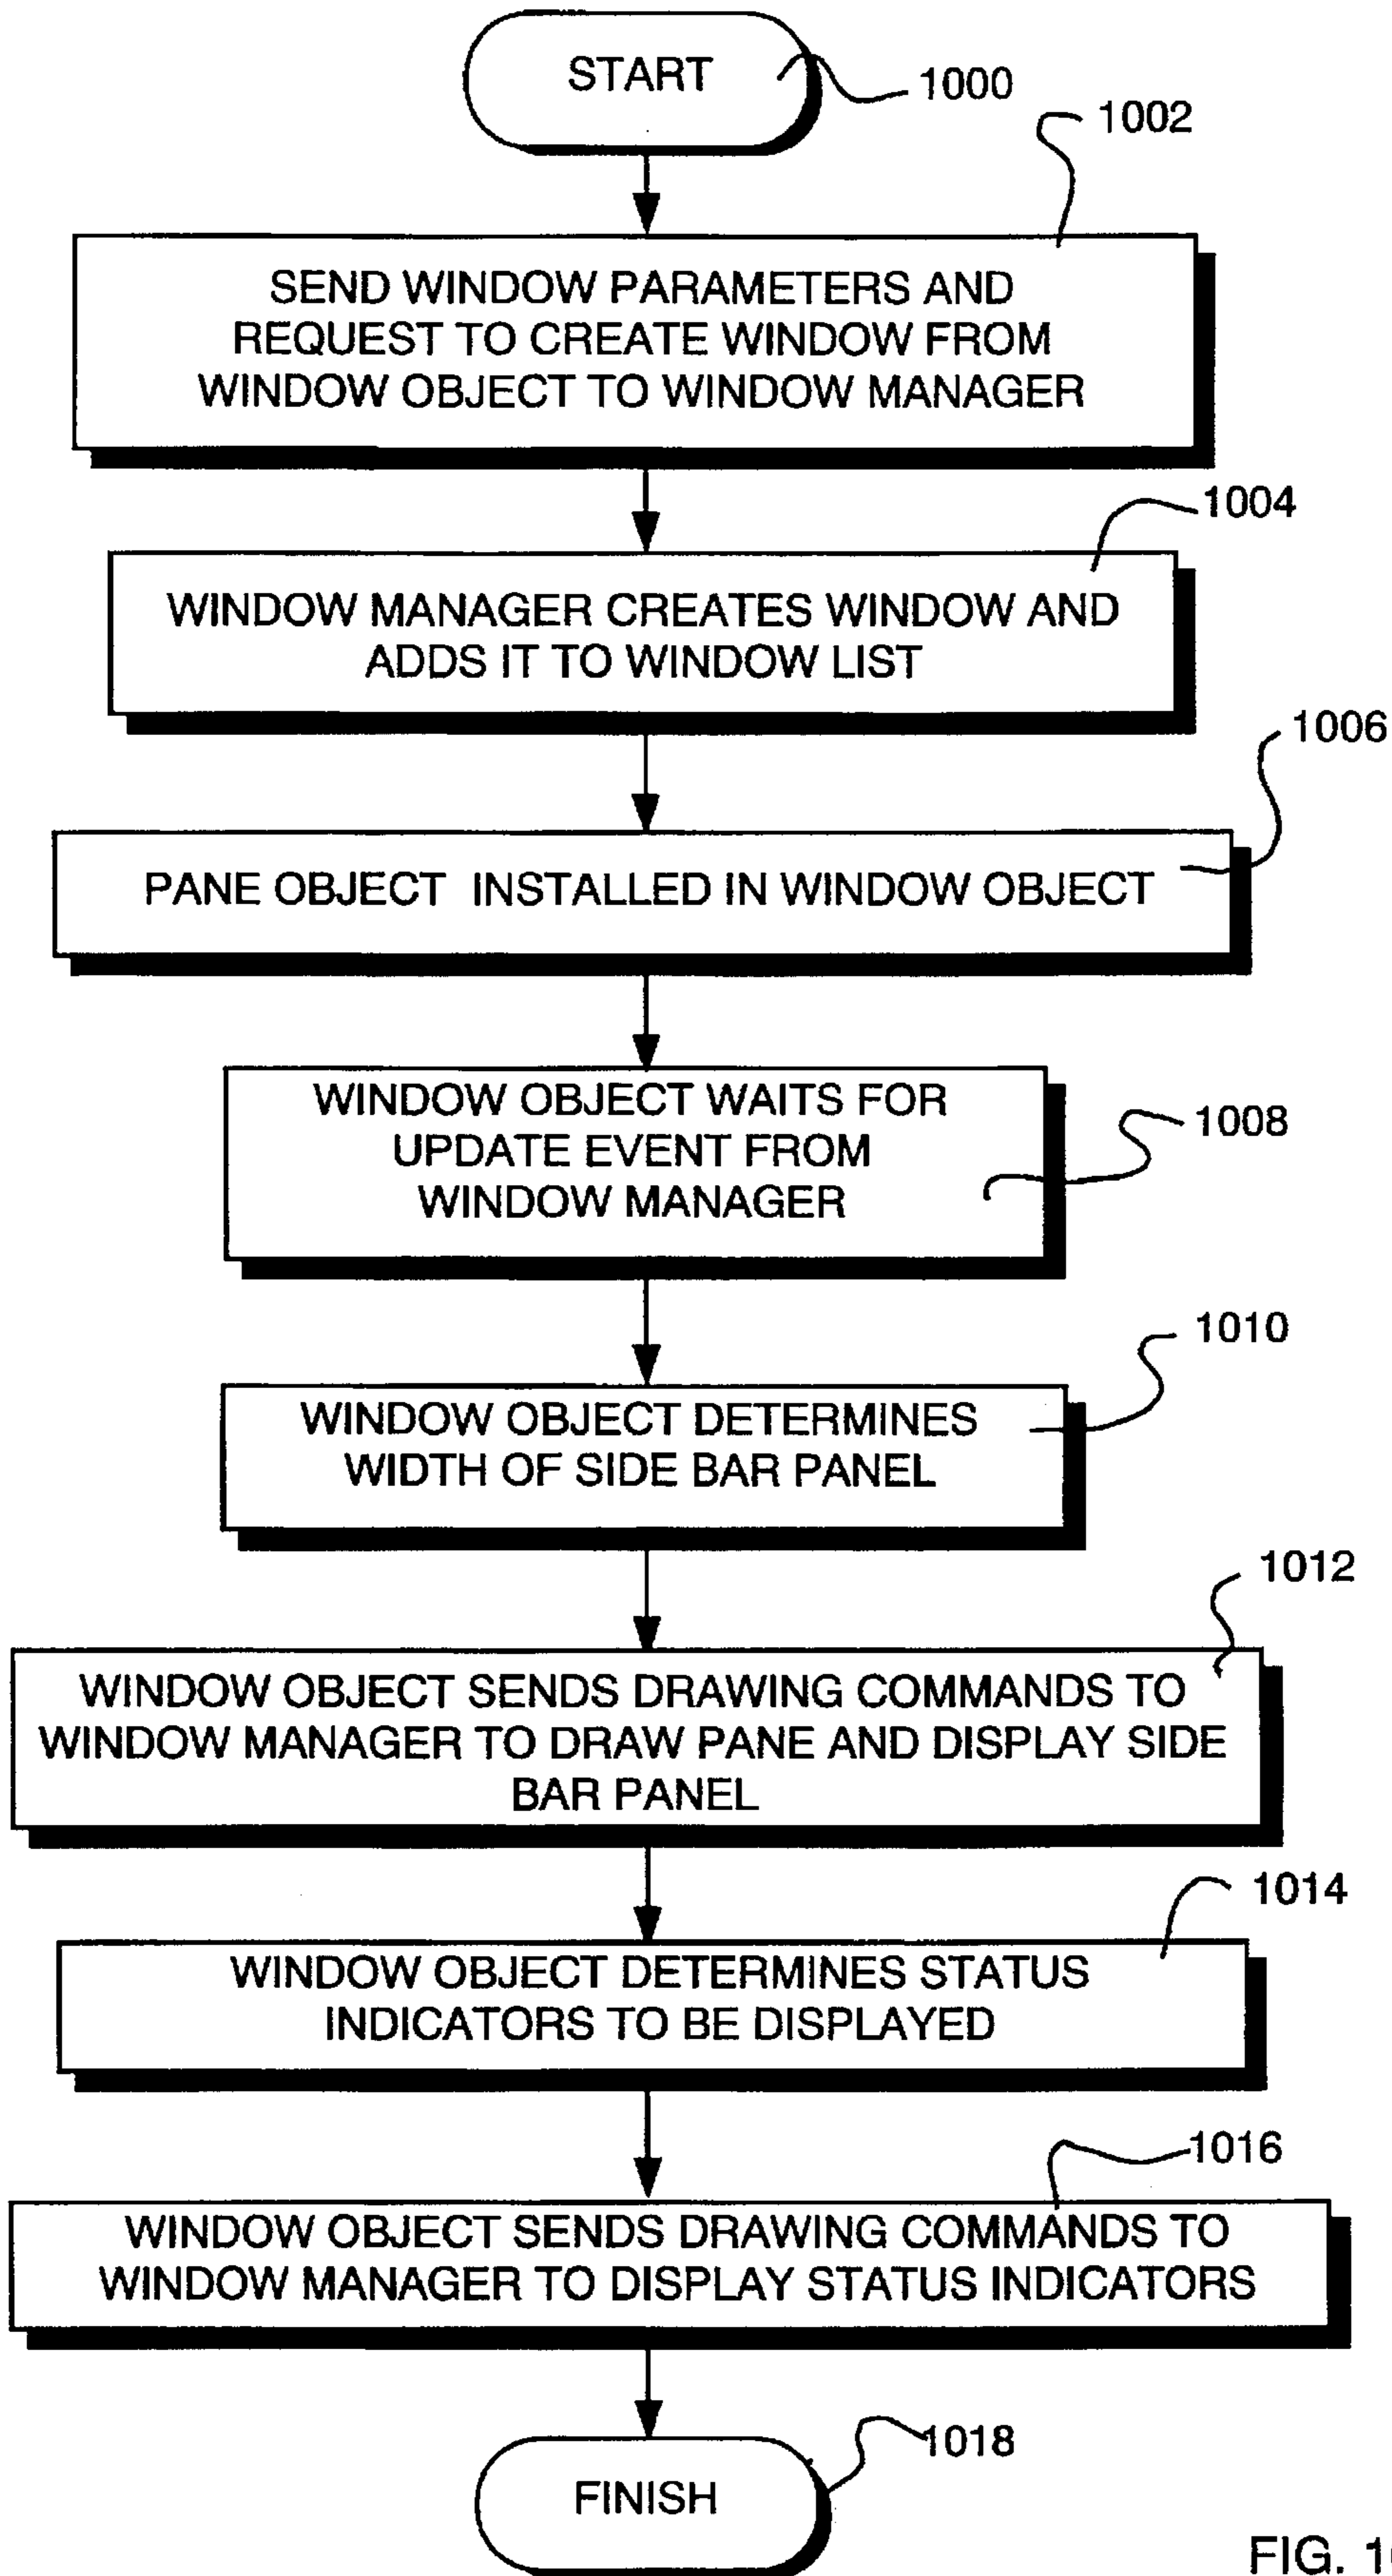 START
1000
1002
SEND WINDOW PARAMETERS AND
REQUEST TO CREATE WINDOW FROM
WINDOW OBJECT TO WINDOW MANAGER
1004
WINDOW MANAGER CREATES WINDOW AND
ADDS IT TO WINDOW LIST
1006
PANE OBJECT INSTALLED IN WINDOW OBJECT
WINDOW OBJECT WAITS FOR
UPDATE EVENT FROM
WINDOW MANAGER
1008
1010
WINDOW OBJECT DETERMINES
WIDTH OF SIDE BAR PANEL
1012
WINDOW OBJECT SENDS DRAWING COMMANDS TO
WINDOW MANAGER TO DRAW PANE AND DISPLAY SIDE
BAR PANEL
1014
WINDOW OBJECT DETERMINES STATUS
INDICATORS TO BE DISPLAYED
1016
WINDOW OBJECT SENDS DRAWING COMMANDS TO
WINDOW MANAGER TO DISPLAY STATUS INDICATORS
1018
FINISH
FIG.